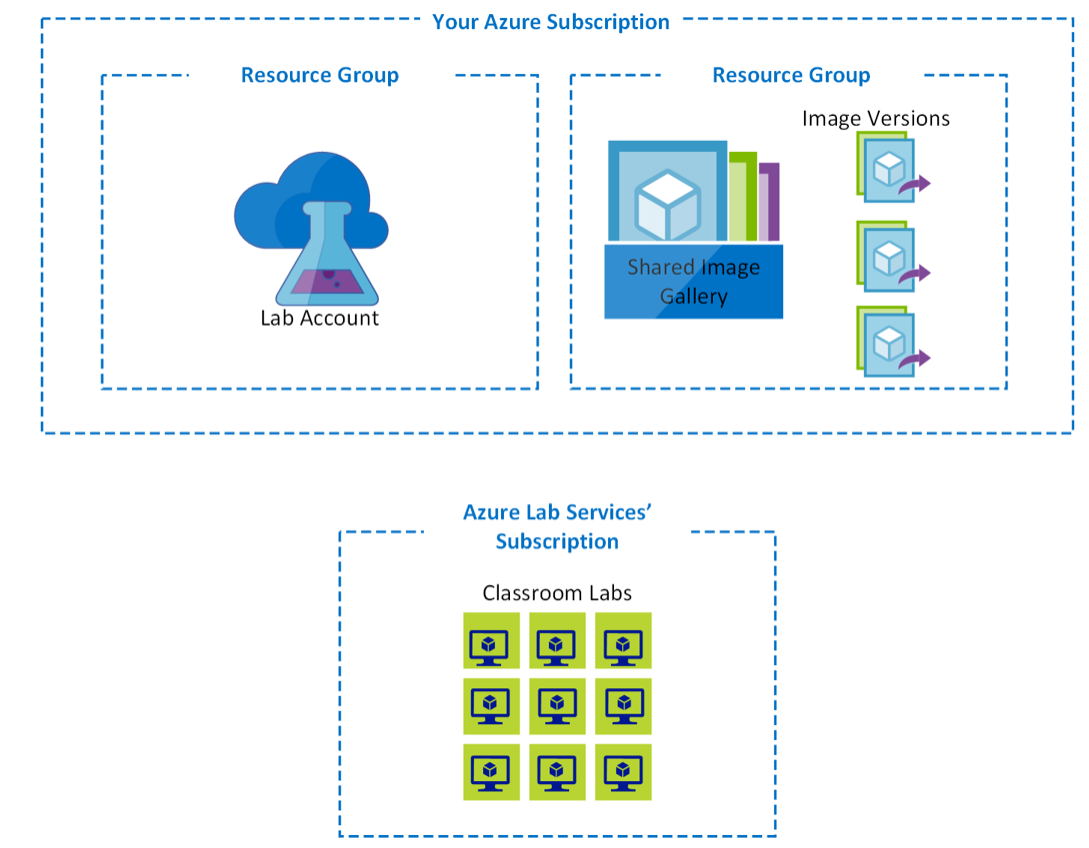 Your Azure Subscription
Resource Group
Resource Group
Image Versions
Shared Image
Gallery
Lab Account
Azure Lab Services’
Subscription
Classroom Labs